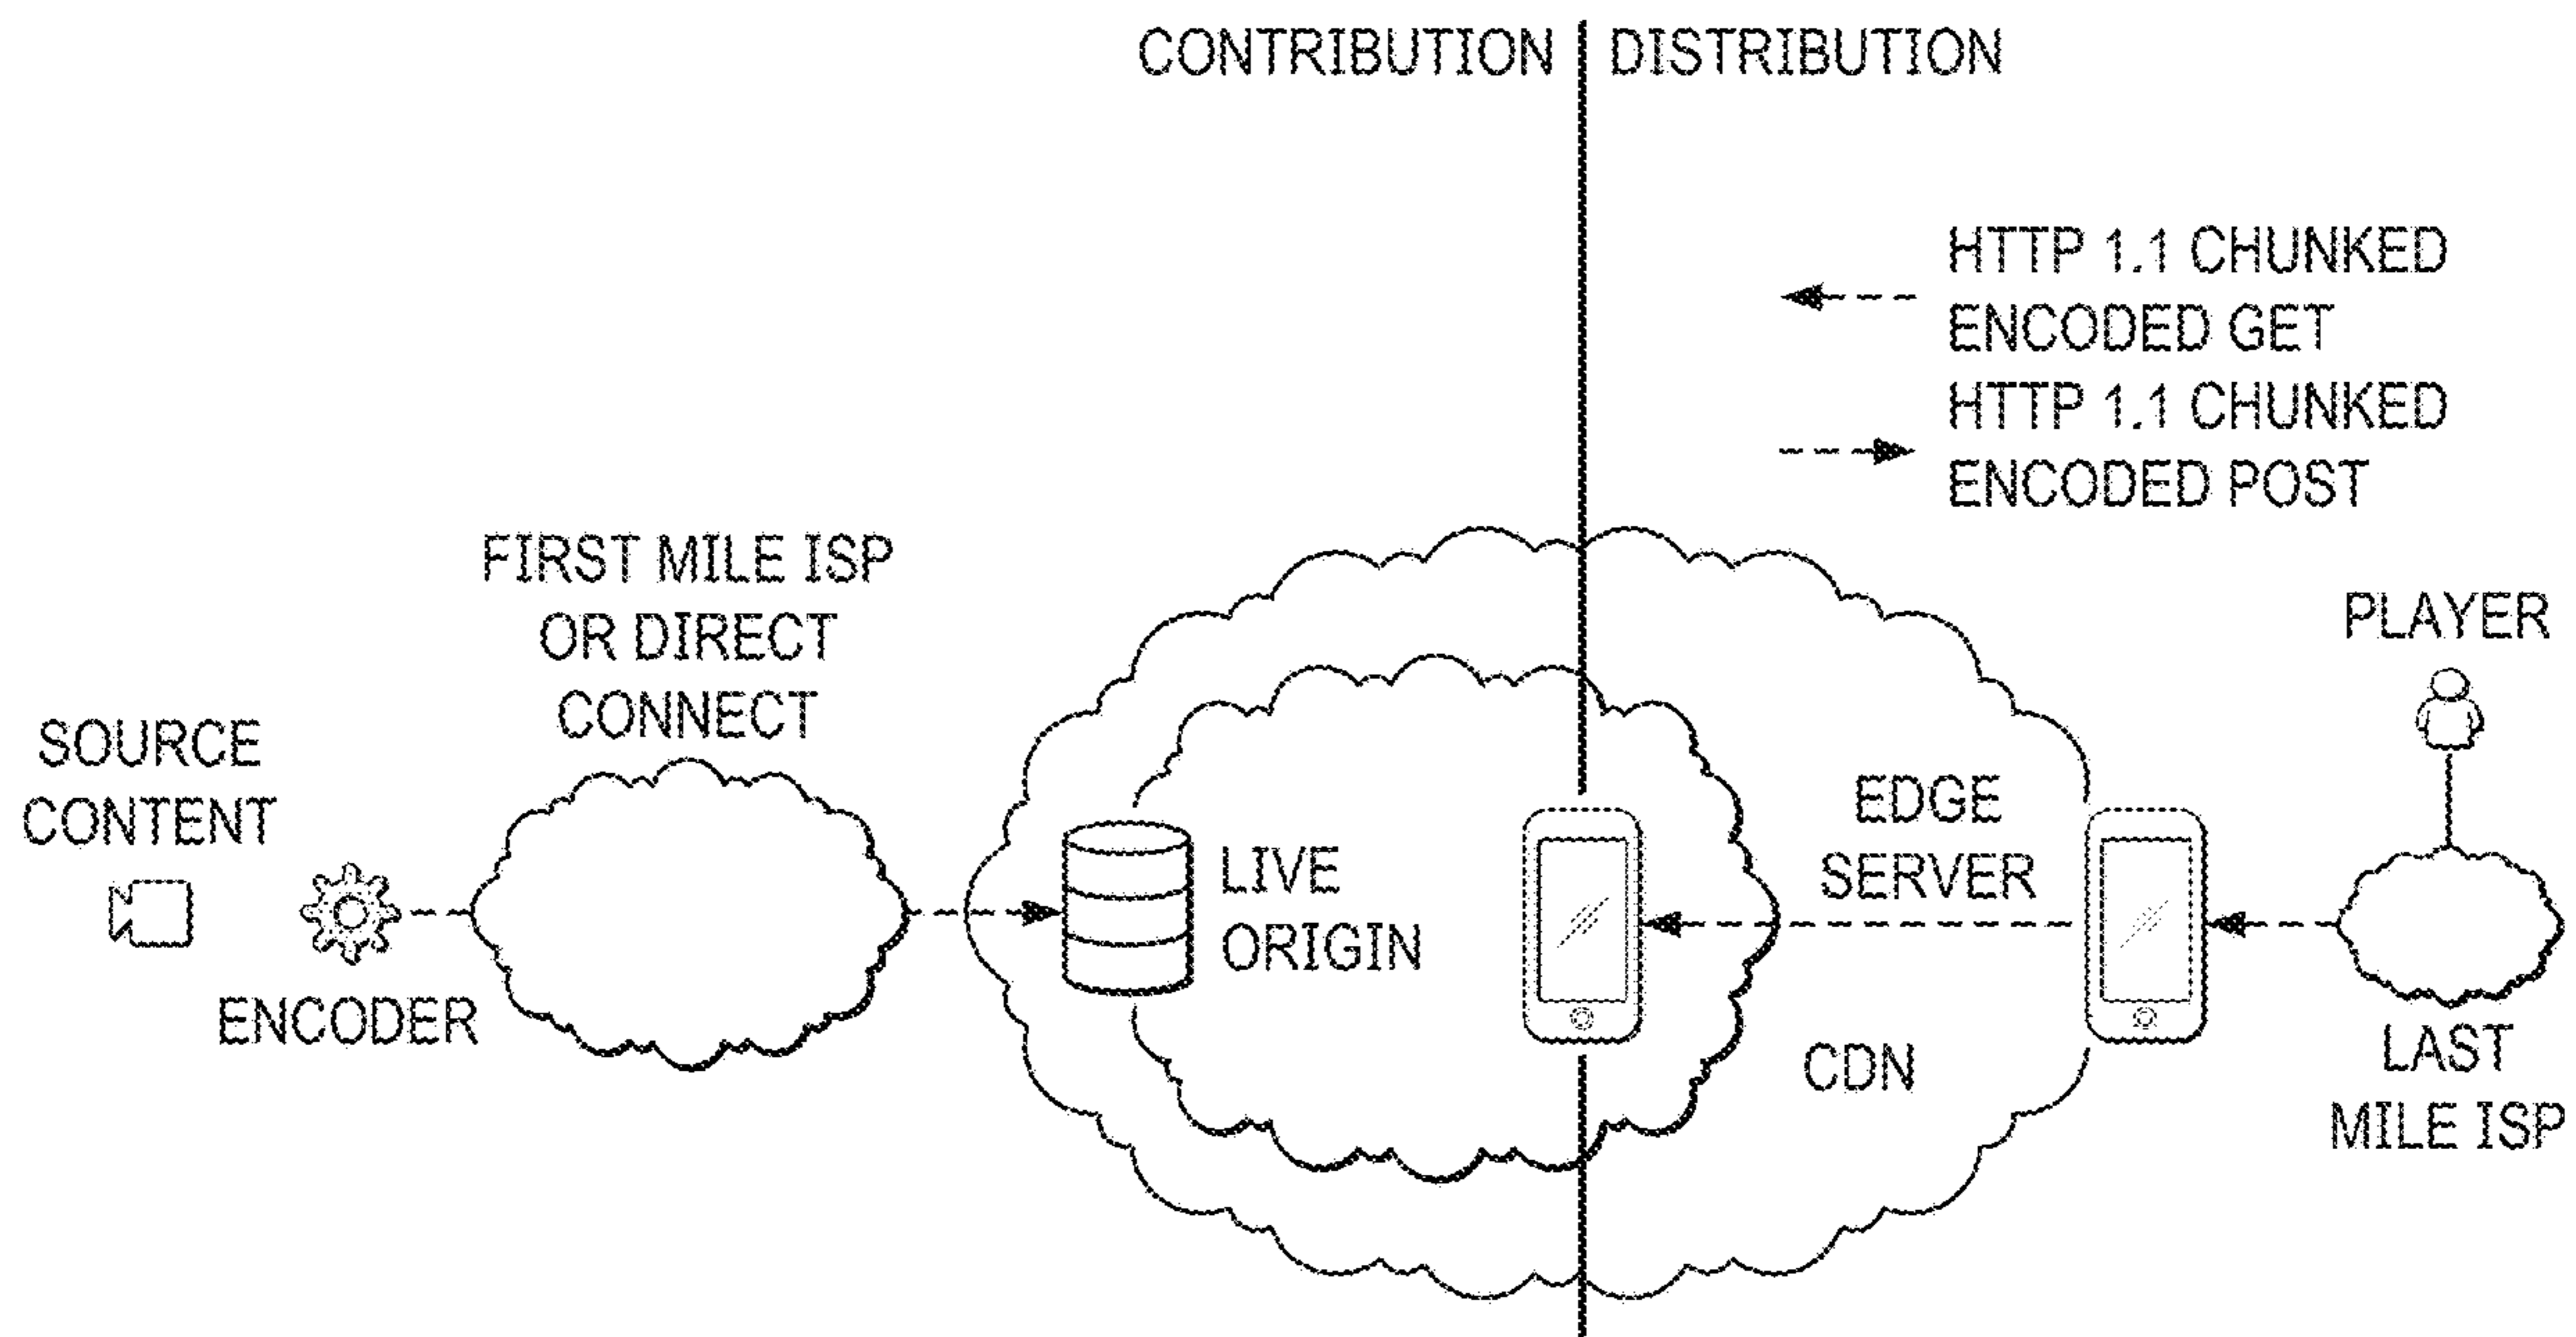 CONTRIBUTION
DISTRIBUTION
HTTP 1.1 CHUNKED
ENCODED GET
HTTP 1.1 CHUNKED
ENCODED POST
FIRST MILE ISP
OR DIRECT
CONNECT
SOURCE
CONTENT
ENCODER
LIVE
ORIGIN
EDGE
SERVER
CDN
PLAYER
LAST
MILE ISP